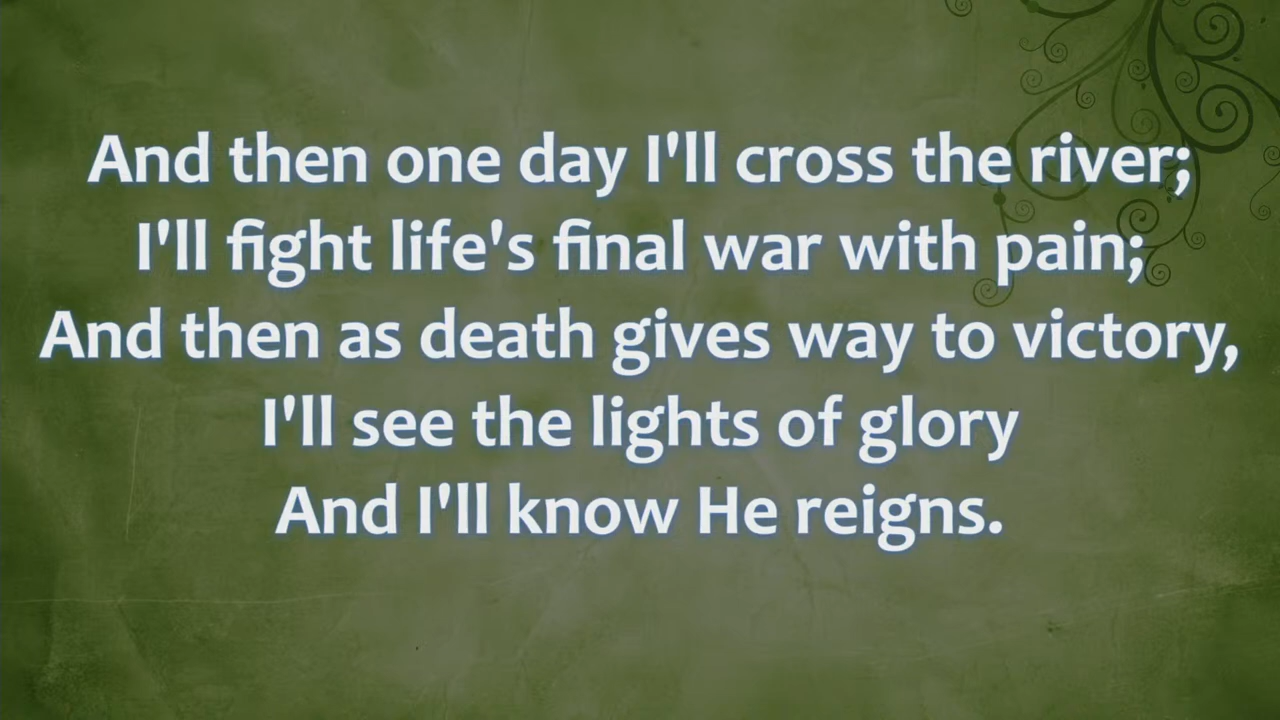 And then one day I'll cross the river;
I'll fight life's final war with pain;
And then as death gives way to victory,
I'll see the lights of glory
And I'll know He reigns.